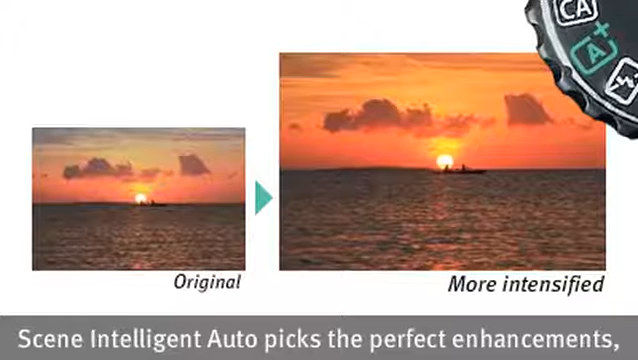 CA
A+
Original
More intensified
Scene Intelligent Auto picks the perfect enhancements,